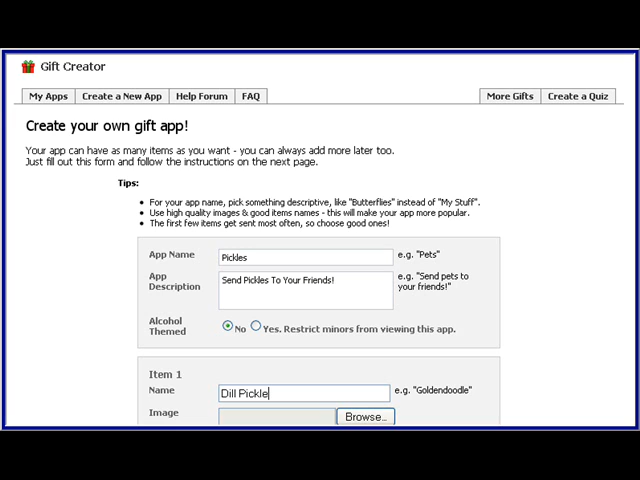 Gift Creator
My Apps Create a New App Help Forum FAQ More Gifts Create a Quiz
Create your own gift app!
Your app can have as many items as you want - you can always add more later too.
Just fill out this form and follow the instructions on the next page.
Tips:
• For your app name, pick something descriptive, like "Butterflies" instead of "My Stuff".
• Use high quality images & good items names - this will make your app more popular.
• The first few items get sent most often, so choose good ones!
App Name Pickles e.g. "Pets"
App Description Send Pickles To Your Friends! e.g. "Send pets to your friends!"
Alcohol Themed No Yes. Restrict minors from viewing this app.
Item 1
Name Dill Pickle e.g. "Goldendoodle"
Image Browse...